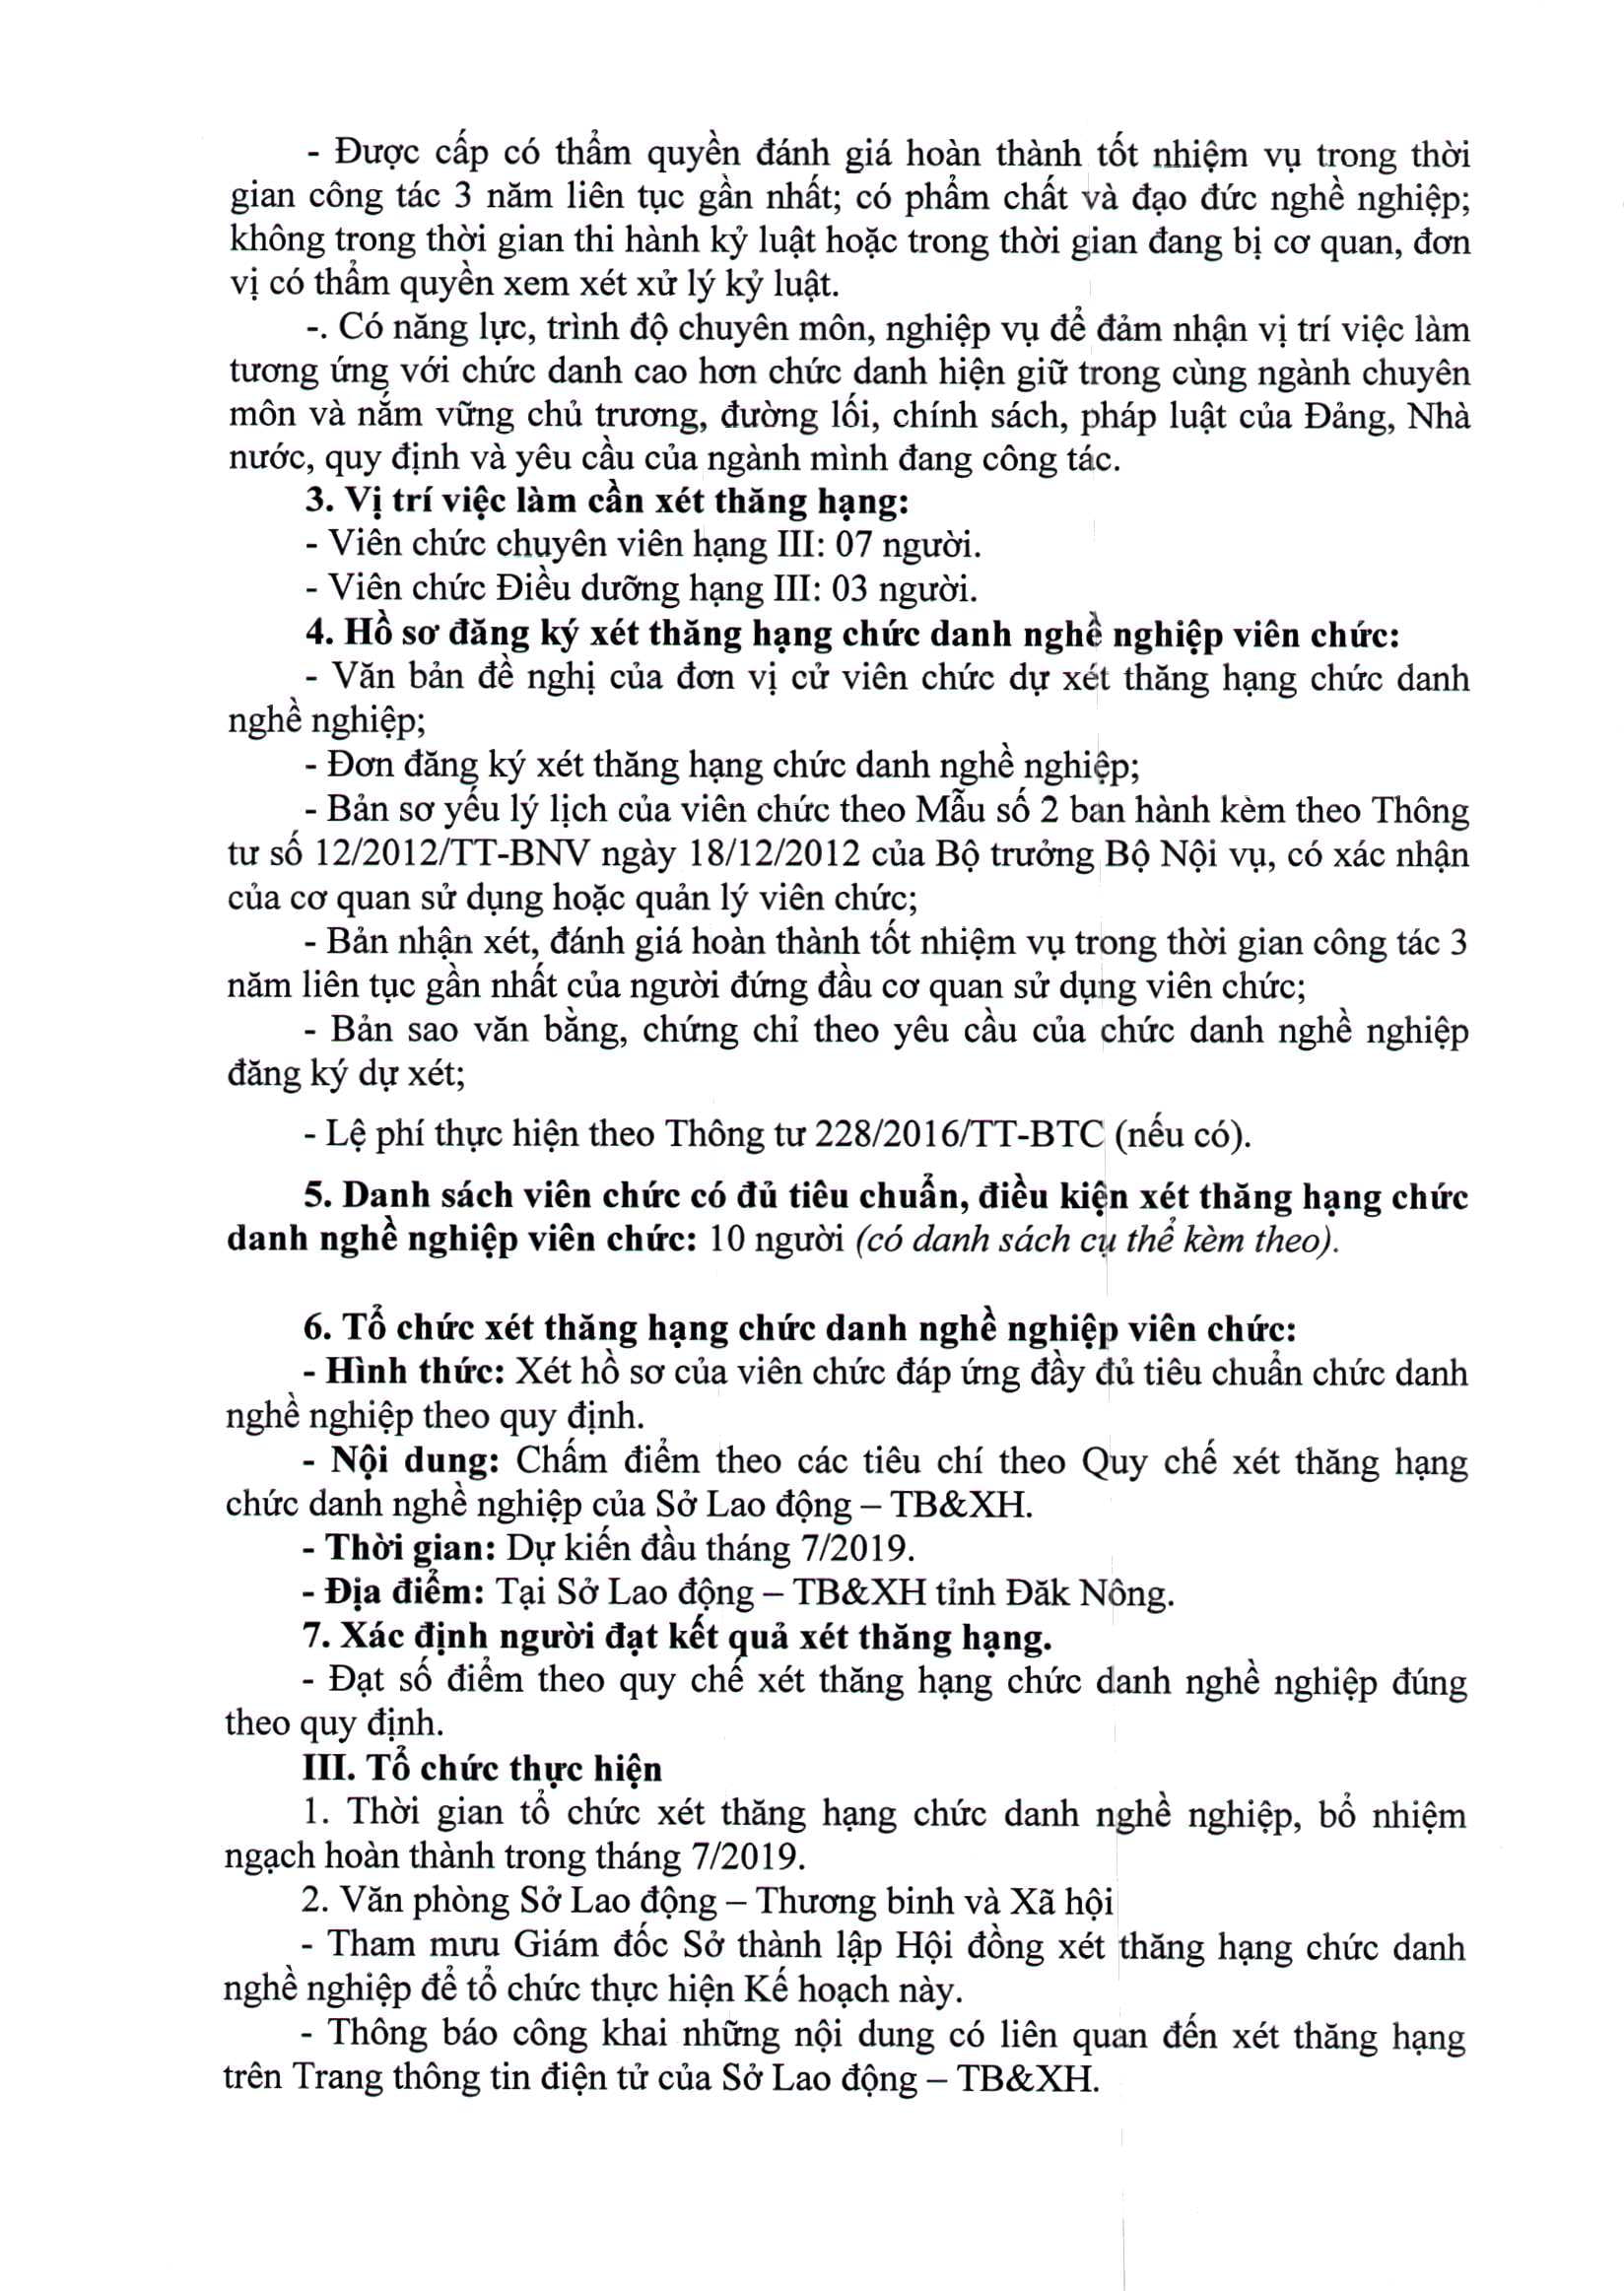 - Được cấp có thẩm quyền đánh giá hoàn thành tốt nhiệm vụ trong thời
gian công tác 3 năm liên tục gần nhất; có phẩm chất và đạo đức nghề nghiệp;
không trong thời gian thi hành kỷ luật hoặc trong thời gian đang bị cơ quan, đơn
vị có thẩm quyền xem xét xử lý kỷ luật.
-. Có năng lực, trình độ chuyên môn, nghiệp vụ để đảm nhận vị trí việc làm
tương ứng với chức danh cao hơn chức danh hiện giữ trong cùng ngành chuyên
môn và nắm vững chủ trương, đường lối, chính sách, pháp luật của Đảng, Nhà
nước, quy định và yêu cầu của ngành mình đang công tác.
3. Vị trí việc làm cần xét thăng hạng:
- Viên chức chuyên viên hạng III: 07 người.
- Viên chức Điều dưỡng hạng III: 03 người.
4. Hồ sơ đăng ký xét thăng hạng chức danh nghề nghiệp viên chức:
- Văn bản đề nghị của đơn vị cử viên chức dự xét thăng hạng chức danh
nghề nghiệp;
- Đơn đăng ký xét thăng hạng chức danh nghề nghiệp;
- Bản sơ yếu lý lịch của viên chức theo Mẫu số 2 ban hành kèm theo Thông
tư số 12/2012/TT-BNV ngày 18/12/2012 của Bộ trưởng Bộ Nội vụ, có xác nhận
của cơ quan sử dụng hoặc quản lý viên chức;
- Bản nhận xét, đánh giá hoàn thành tốt nhiệm vụ trong thời gian công tác 3
năm liên tục gần nhất của người đứng đầu cơ quan sử dụng viên chức;
- Bản sao văn bằng, chứng chỉ theo yêu cầu của chức danh nghề nghiệp
đăng ký dự xét;
- Lệ phí thực hiện theo Thông tư 228/2016/TT-BTC (nếu có).
5. Danh sách viên chức có đủ tiêu chuẩn, điều kiện xét thăng hạng chức
danh nghề nghiệp viên chức: 10 người (có danh sách cụ thể kèm theo).
6. Tổ chức xét thăng hạng chức danh nghề nghiệp viên chức:
- Hình thức: Xét hồ sơ của viên chức đáp ứng đầy đủ tiêu chuẩn chức danh
nghề nghiệp theo quy định.
- Nội dung: Chấm điểm theo các tiêu chí theo Quy chế xét thăng hạng
chức danh nghề nghiệp của Sở Lao động – TB&XH.
- Thời gian: Dự kiến đầu tháng 7/2019.
- Địa điểm: Tại Sở Lao động – TB&XH tỉnh Đăk Nông.
7. Xác định người đạt kết quả xét thăng hạng.
- Đạt số điểm theo quy chế xét thăng hạng chức danh nghề nghiệp đúng
theo quy định.
III. Tổ chức thực hiện
1. Thời gian tổ chức xét thăng hạng chức danh nghề nghiệp, bổ nhiệm
ngạch hoàn thành trong tháng 7/2019.
2. Văn phòng Sở Lao động – Thương binh và Xã hội
- Tham mưu Giám đốc Sở thành lập Hội đồng xét thăng hạng chức danh
nghề nghiệp để tổ chức thực hiện Kế hoạch này.
- Thông báo công khai những nội dung có liên quan đến xét thăng hạng
trên Trang thông tin điện tử của Sở Lao động – TB&XH.